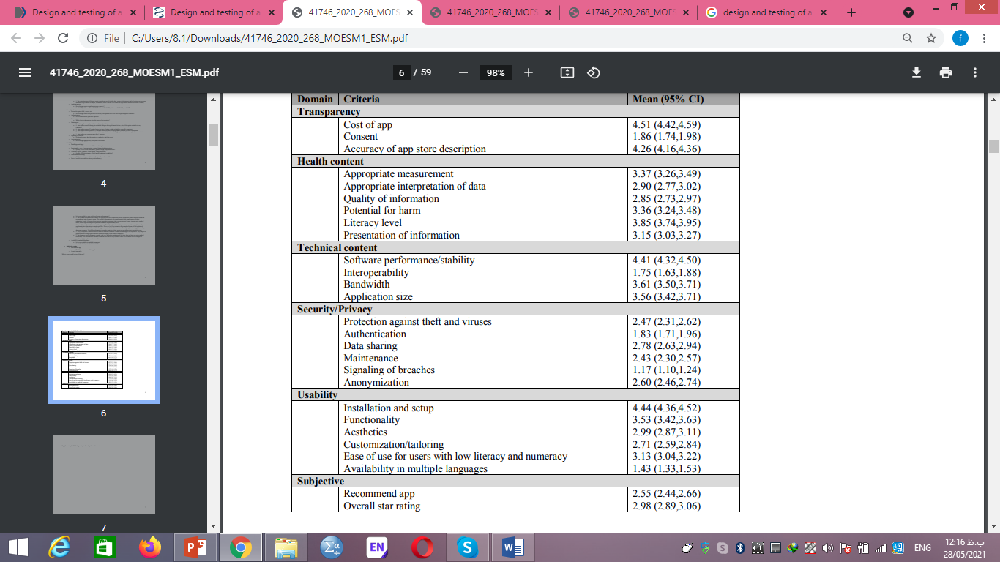 Design and testing of a
Design and testing of a
41746_2020_268_MOES
41746_2020_268_MOES
41746_2020_268_MOES
design and testing of a
File
C:/Users/8.1/Downloads/41746_2020_268_MOESM1_ESM.pdf
f
41746_2020_268_MOESM1_ESM.pdf
6 / 59
98%
4
5
6
7
Domain Criteria Mean (95% CI)
Transparency
Cost of app 4.51 (4.42,4.59)
Consent 1.86 (1.74,1.98)
Accuracy of app store description 4.26 (4.16,4.36)
Health content
Appropriate measurement 3.37 (3.26,3.49)
Appropriate interpretation of data 2.90 (2.77,3.02)
Quality of information 2.85 (2.73,2.97)
Potential for harm 3.36 (3.24,3.48)
Literacy level 3.85 (3.74,3.95)
Presentation of information 3.15 (3.03,3.27)
Technical content
Software performance/stability 4.41 (4.32,4.50)
Interoperability 1.75 (1.63,1.88)
Bandwidth 3.61 (3.50,3.71)
Application size 3.56 (3.42,3.71)
Security/Privacy
Protection against theft and viruses 2.47 (2.31,2.62)
Authentication 1.83 (1.71,1.96)
Data sharing 2.78 (2.63,2.94)
Maintenance 2.43 (2.30,2.57)
Signaling of breaches 1.17 (1.10,1.24)
Anonymization 2.60 (2.46,2.74)
Usability
Installation and setup 4.44 (4.36,4.52)
Functionality 3.53 (3.42,3.63)
Aesthetics 2.99 (2.87,3.11)
Customization/tailoring 2.71 (2.59,2.84)
Ease of use for users with low literacy and numeracy 3.13 (3.04,3.22)
Availability in multiple languages 1.43 (1.33,1.53)
Subjective
Recommend app 2.55 (2.44,2.66)
Overall star rating 2.98 (2.89,3.06)
EN
ENG
12:16 ب.ظ
28/05/2021